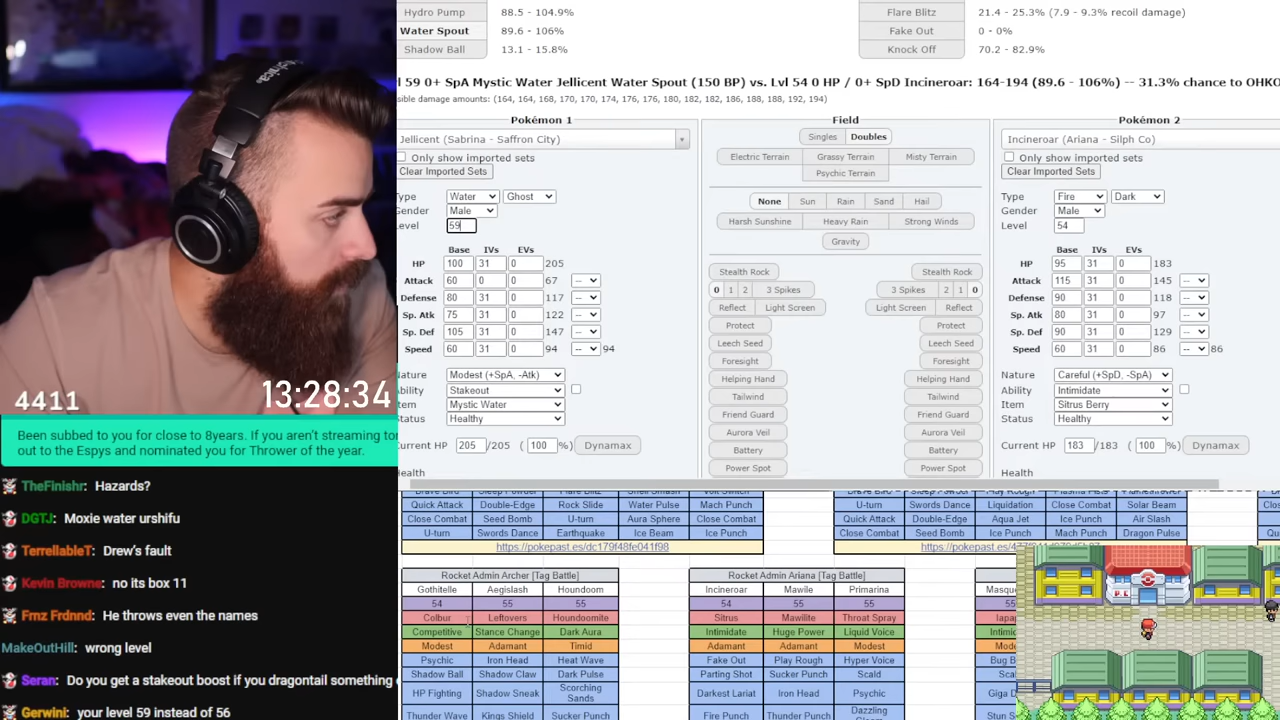 Hydro Pump 88.5 - 104.9%
Water Spout 89.6 - 106%
Shadow Ball 13.1 - 15.8%
Flare Blitz 21.4 - 25.3% (7.9 - 9.3% recoil damage)
Fake Out 0 - 0%
Knock Off 70.2 - 82.9%
l 59 0+ SpA Mystic Water Jellicent Water Spout (150 BP) vs. Lvl 54 0 HP / 0+ SpD Incineroar: 164-194 (89.6 - 106%) -- 31.3% chance to OHKO
sible damage amounts: (164, 164, 168, 170, 170, 174, 176, 176, 180, 182, 182, 186, 188, 188, 192, 194)
Pokémon 1
Jellicent (Sabrina - Saffron City)
Only show imported sets
Clear Imported Sets
Type Water Ghost
Gender Male
Level 59
Base IVs EVs
HP 100 31 0 205
Attack 60 0 0 67
Defense 80 31 0 117
Sp. Atk 75 31 0 122
Sp. Def 105 31 0 147
Speed 60 31 0 94 -- 94
Nature Modest (+SpA, -Atk)
Ability Stakeout
Item Mystic Water
Status Healthy
Current HP 205 /205 ( 100 %) Dynamax
Health
Field
Singles Doubles
Electric Terrain Grassy Terrain Misty Terrain
Psychic Terrain
None Sun Rain Sand Hail
Harsh Sunshine Heavy Rain Strong Winds
Gravity
Stealth Rock Stealth Rock
0 1 2 3 Spikes 3 Spikes 2 1 0
Reflect Light Screen Light Screen Reflect
Protect Protect
Leech Seed Leech Seed
Foresight Foresight
Helping Hand Helping Hand
Tailwind Tailwind
Friend Guard Friend Guard
Aurora Veil Aurora Veil
Battery Battery
Power Spot Power Spot
Pokémon 2
Incineroar (Ariana - Silph Co)
Only show imported sets
Clear Imported Sets
Type Fire Dark
Gender Male
Level 54
Base IVs EVs
HP 95 31 0 183
Attack 115 31 0 145
Defense 90 31 0 118
Sp. Atk 80 31 0 97
Sp. Def 90 31 0 129
Speed 60 31 0 86 -- 86
Nature Careful (+SpD, -SpA)
Ability Intimidate
Item Sitrus Berry
Status Healthy
Current HP 183 /183 ( 100 %) Dynamax
Health
4411
13:28:34
Been subbed to you for close to 8years. If you aren't streaming tor
out to the Espys and nominated you for Thrower of the year.
TheFinishr: Hazards?
DGTJ: Moxie water urshifu
TerrellableT: Drew's fault
Kevin Browne: no its box 11
Frnz Frdnnd: He throws even the names
MakeOutHill: wrong level
Seran: Do you get a stakeout boost if you dragontail something o
Gerwinj: your level 59 instead of 56
Quick Attack Double-Edge Rock Slide Water Pulse Mach Punch
Close Combat Seed Bomb U-turn Aura Sphere Close Combat
U-turn Swords Dance Earthquake Ice Beam Ice Punch
https://pokepast.es/dc179f48fe041f98
U-turn Swords Dance Liquidation Plasma Fists Solar Beam
Quick Attack Double-Edge Aqua Jet Ice Punch Air Slash
Close Combat Seed Bomb Ice Punch Mach Punch Dragon Pulse
Rocket Admin Archer [Tag Battle]
Gothitelle Aegislash Houndoom
54 55 55
Colbur Leftovers Houndoomite
Competitive Stance Change Dark Aura
Modest Adamant Timid
Psychic Iron Head Heat Wave
Shadow Ball Shadow Claw Dark Pulse
HP Fighting Shadow Sneak Scorching Sands
Thunder Wave Kings Shield Sucker Punch
Rocket Admin Ariana [Tag Battle]
Incineroar Mawile Primarina
54 55 55
Sitrus Mawilite Throat Spray
Intimidate Huge Power Liquid Voice
Adamant Adamant Modest
Fake Out Play Rough Hyper Voice
Parting Shot Sucker Punch Scald
Darkest Lariat Iron Head Psychic
Fire Punch Thunder Punch Dazzling
Masque
55
Iapa
Intimi
Mode
Bug B
Sca
Giga D
Stun S
P.C